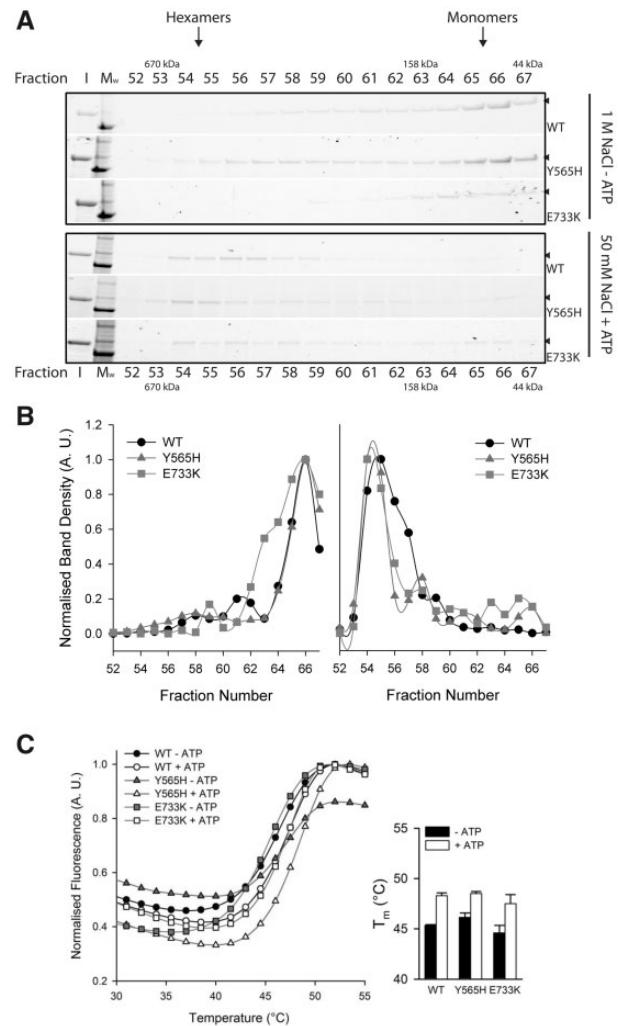 A
Hexamers
Monomers
670 kDa
158 kDa
44 kDa
Fraction I Mw 52 53 54 55 56 57 58 59 60 61 62 63 64 65 66 67
WT
Y565H
E733K
1 M NaCl - ATP
WT
Y565H
E733K
50 mM NaCl + ATP
Fraction I Mw 52 53 54 55 56 57 58 59 60 61 62 63 64 65 66 67
670 kDa
158 kDa
44 kDa
B
Normalised Band Density (A. U.)
1.2
1.0
0.8
0.6
0.4
0.2
0.0
WT
Y565H
E733K
52 54 56 58 60 62 64 66
Fraction Number
WT
Y565H
E733K
52 54 56 58 60 62 64 66
Fraction Number
C
Normalised Fluorescence (A. U.)
1.0
0.8
0.6
0.4
0.2
WT - ATP
WT + ATP
Y565H - ATP
Y565H + ATP
E733K - ATP
E733K + ATP
30 35 40 45 50 55
Temperature (°C)
Tm (°C)
55
50
45
40
- ATP
+ ATP
WT Y565H E733K